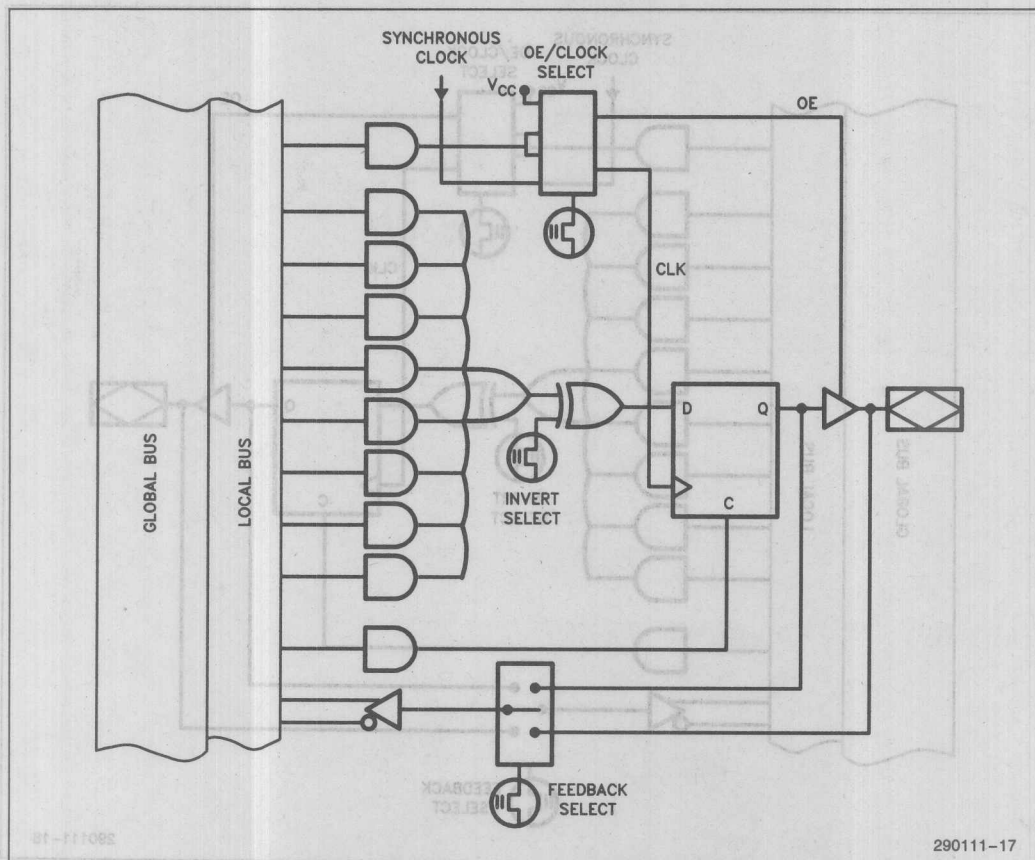 SYNCHRONOUS
CLOCK
OE/CLOCK
SELECT
VCC
OE
CLK
D
Q
C
INVERT
SELECT
GLOBAL BUS
LOCAL BUS
FEEDBACK
SELECT
290111-17